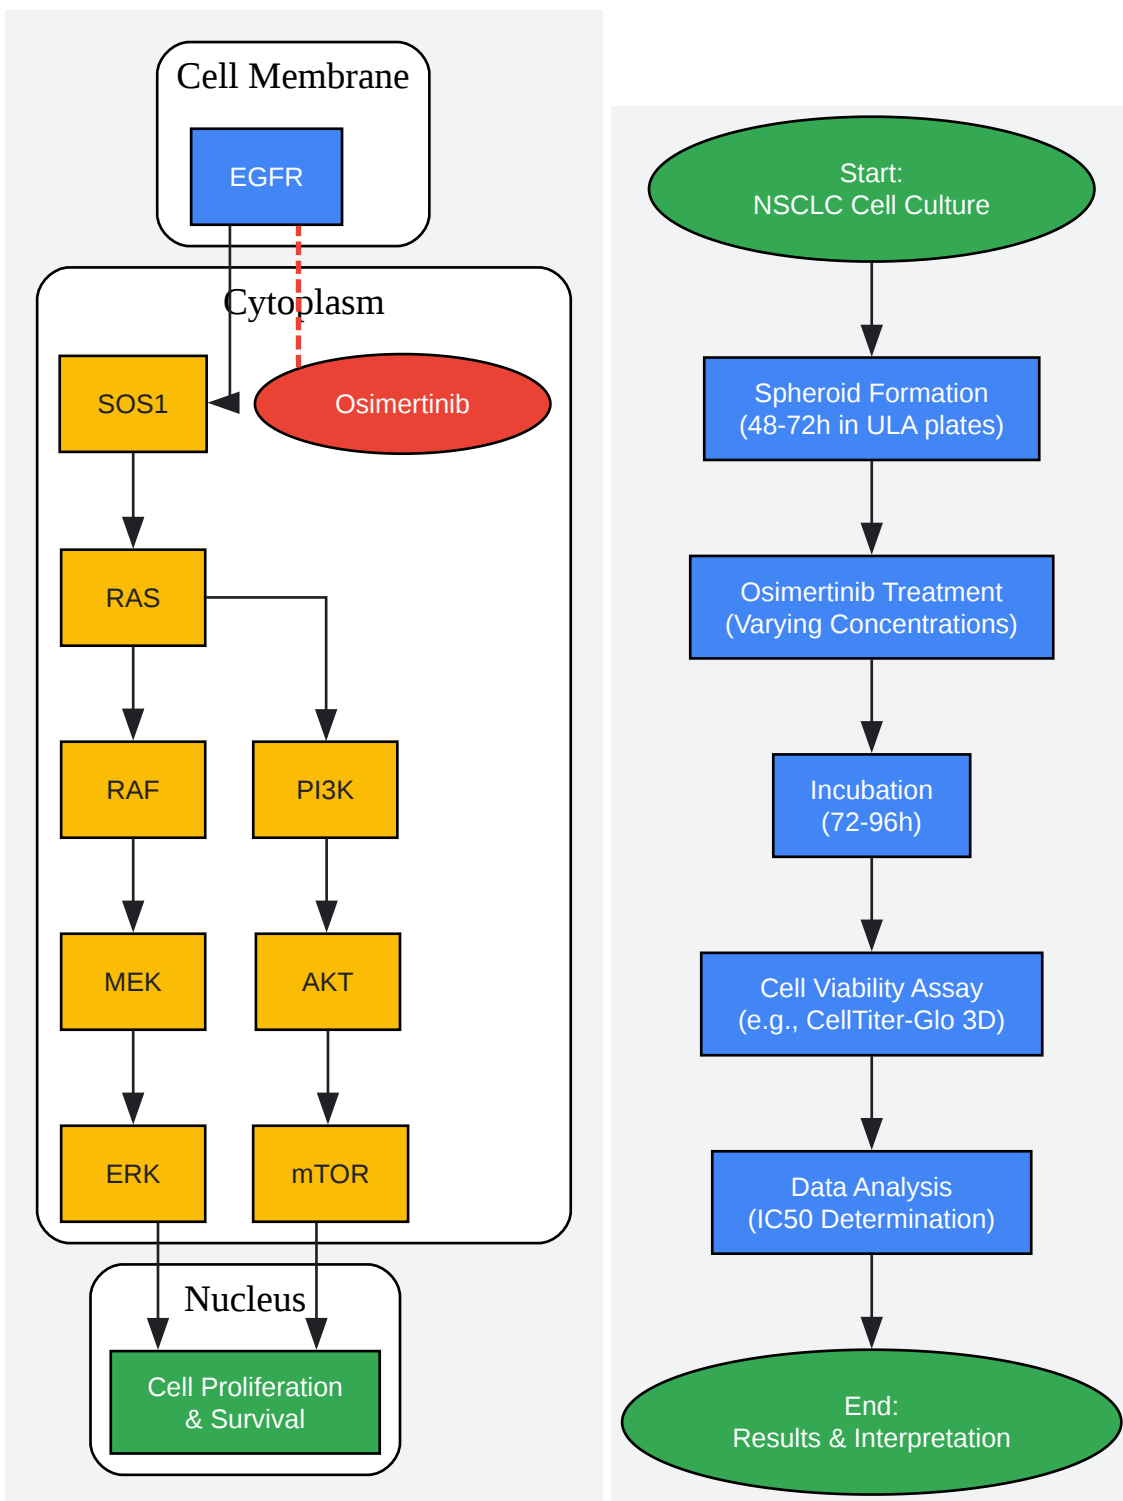 Cell Membrane
EGFR
Cytoplasm
SOS1
Osimertinib
RAS
RAF
PI3K
MEK
AKT
ERK
mTOR
Nucleus
Cell Proliferation
& Survival
Start:
NSCLC Cell Culture
Spheroid Formation
(48-72h in ULA plates)
Osimertinib Treatment
(Varying Concentrations)
Incubation
(72-96h)
Cell Viability Assay
(e.g., CellTiter-Glo 3D)
Data Analysis
(IC50 Determination)
End:
Results & Interpretation